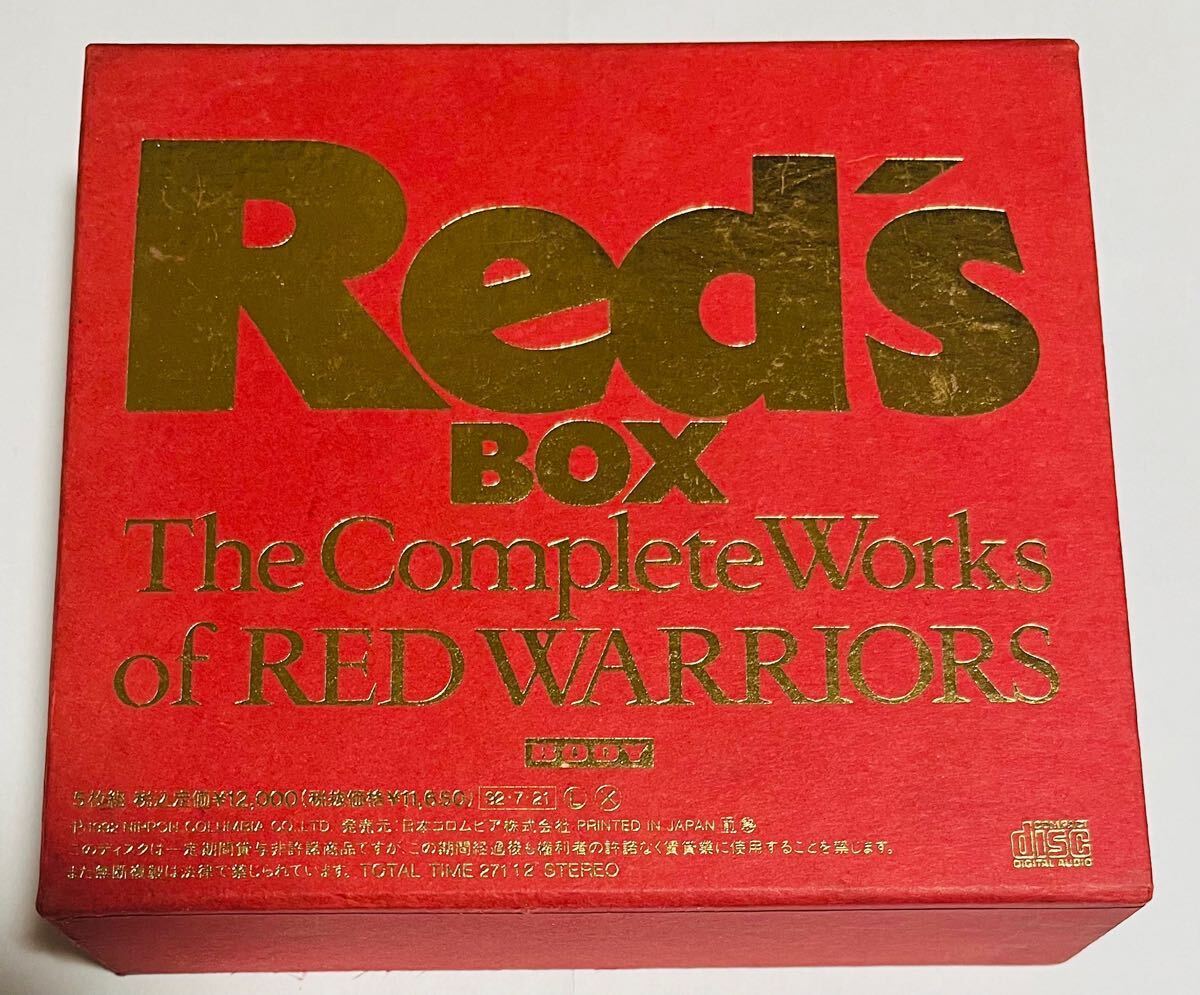 Red's
BOX
The Complete Works
of RED WARRIORS
BODY
5枚組 税込定価¥12,000(税抜価格¥11,650) 92・7・21 Ⓛ Ⓧ
Ⓟ1992 NIPPON COLUMBIA CO., LTD. 発売元:日本コロムビア株式会社 PRINTED IN JAPAN
このディスクは一定期間貸与非許諾商品ですが、この期間経過後も権利者の許諾なく賃貸業に使用することを禁じます。
また無断複製は法律で禁じられています。TOTAL TIME 271'12" STEREO
COMPACT
disc
DIGITAL AUDIO